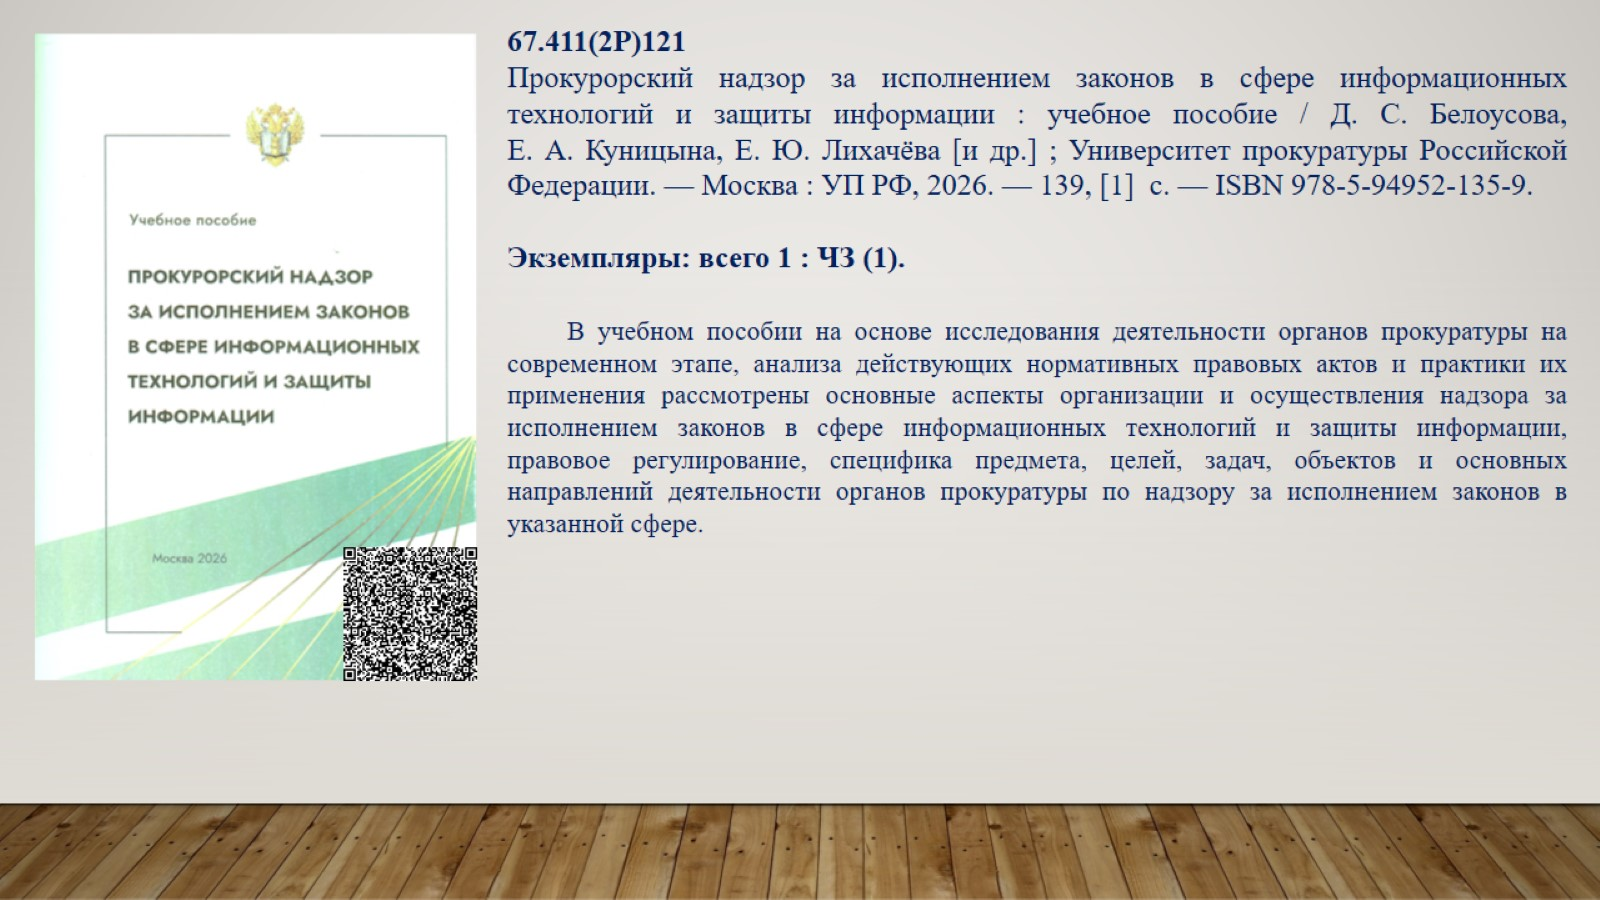 67.411(2Р)121
Прокурорский надзор за исполнением законов в сфере информационных
технологий и защиты информации : учебное пособие / Д. С. Белоусова,
Е. А. Куницына, Е. Ю. Лихачёва [и др.] ; Университет прокуратуры Российской
Федерации. — Москва : УП РФ, 2026. — 139, [1] с. — ISBN 978-5-94952-135-9.
Экземпляры: всего 1 : ЧЗ (1).
В учебном пособии на основе исследования деятельности органов прокуратуры на
современном этапе, анализа действующих нормативных правовых актов и практики их
применения рассмотрены основные аспекты организации и осуществления надзора за
исполнением законов в сфере информационных технологий и защиты информации,
правовое регулирование, специфика предмета, целей, задач, объектов и основных
направлений деятельности органов прокуратуры по надзору за исполнением законов в
указанной сфере.
Учебное пособие
ПРОКУРОРСКИЙ НАДЗОР
ЗА ИСПОЛНЕНИЕМ ЗАКОНОВ
В СФЕРЕ ИНФОРМАЦИОННЫХ
ТЕХНОЛОГИЙ И ЗАЩИТЫ
ИНФОРМАЦИИ
Москва 2026